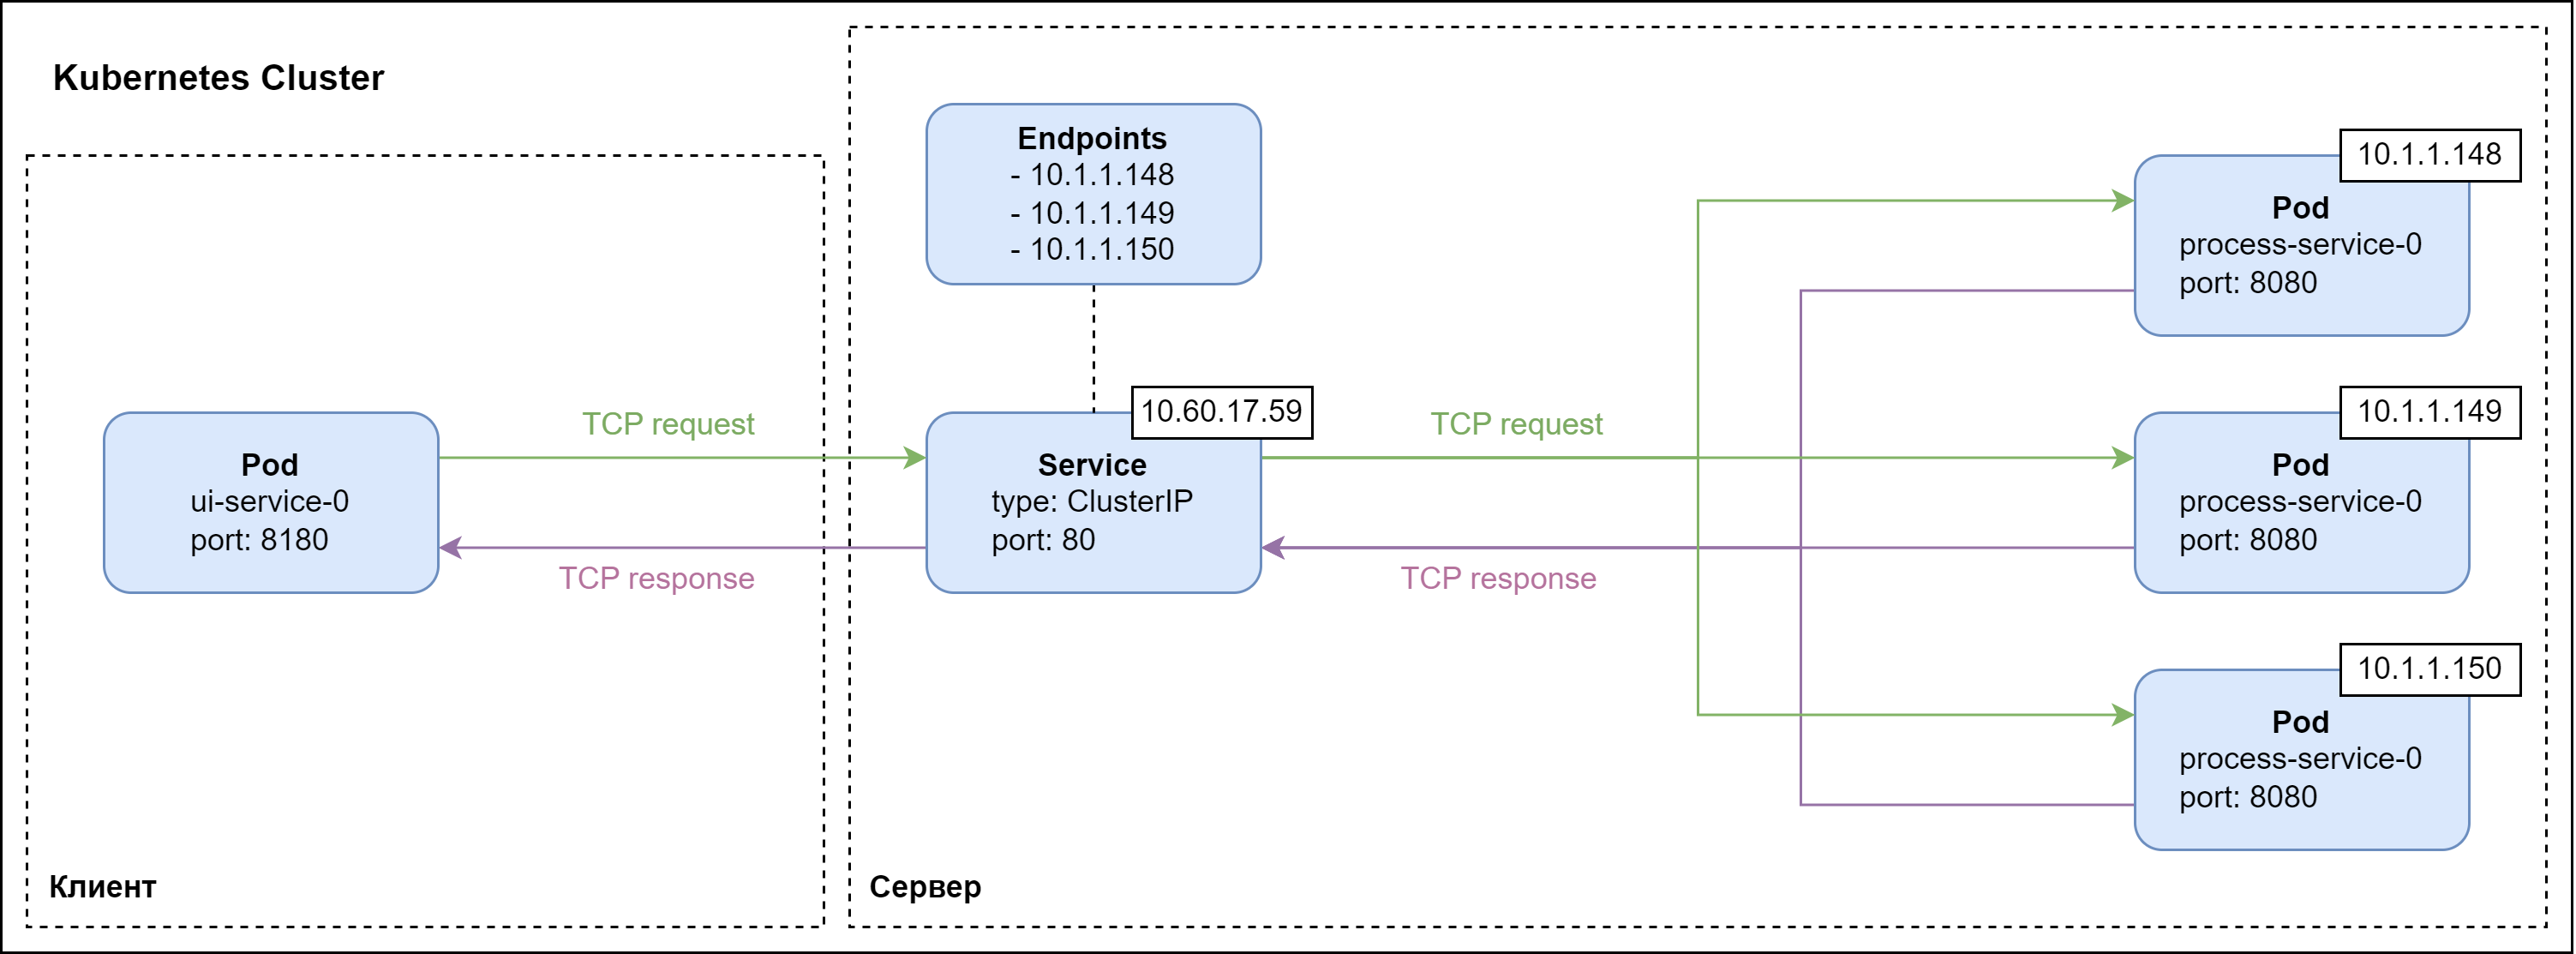 Kubernetes Cluster
Endpoints
- 10.1.1.148
- 10.1.1.149
- 10.1.1.150
10.1.1.148
Pod
process-service-0
port: 8080
Pod
ui-service-0
port: 8180
TCP request
TCP response
10.60.17.59
Service
type: ClusterIP
port: 80
TCP request
TCP response
10.1.1.149
Pod
process-service-0
port: 8080
10.1.1.150
Pod
process-service-0
port: 8080
Клиент
Сервер